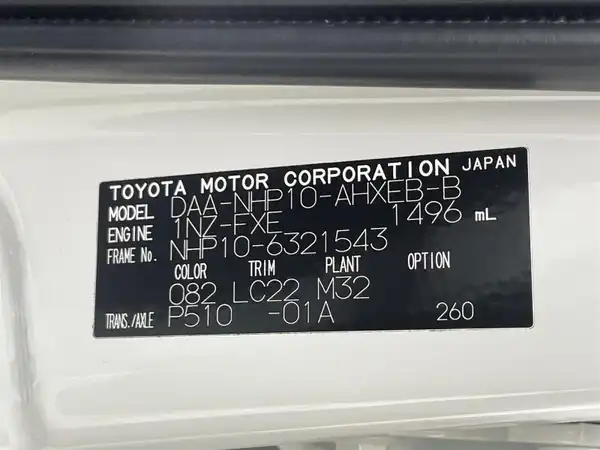 TOYOTA MOTOR CORPORATION JAPAN
MODEL DAA-NHP10-AHXEB-B
ENGINE 1NZ-FXE 1496 mL
FRAME No. NHP10-6321543
COLOR TRIM PLANT OPTION
082 LC22 M32
TRANS./AXLE P510 -01A 260